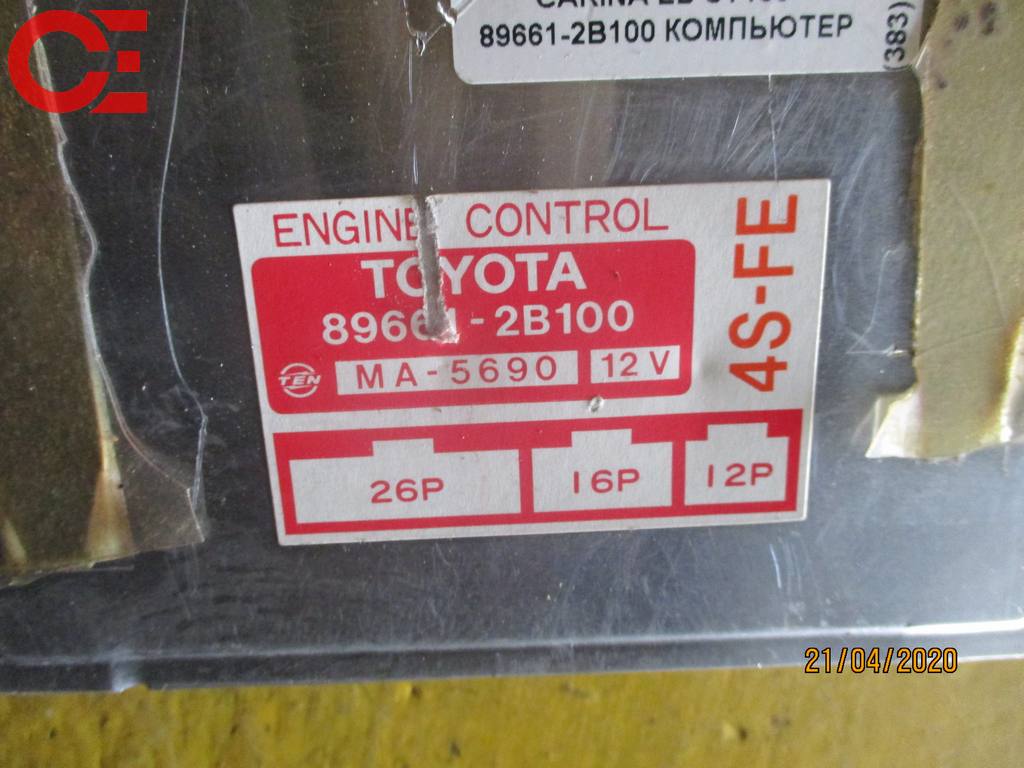 89661-2B100 КОМПЬЮТЕР
(383)
ENGINE CONTROL
TOYOTA
89661-2B100
TEN
MA-5690
12V
4S-FE
26P
16P
12P
21/04/2020